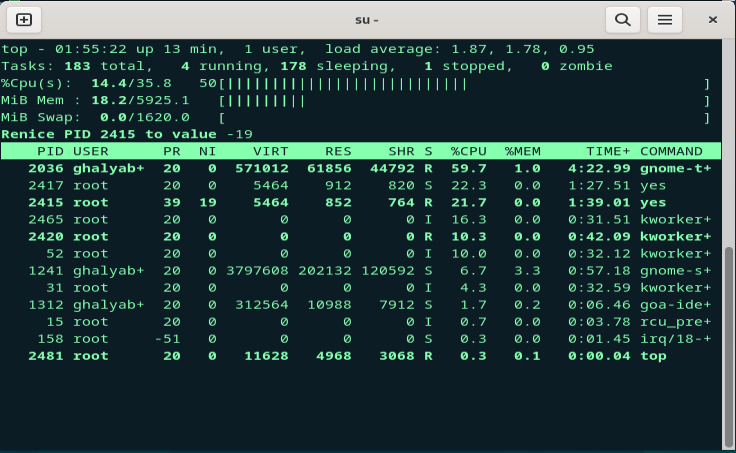 su -
top - 01:55:22 up 13 min,  1 user,  load average: 1.87, 1.78, 0.95
Tasks: 183 total,   4 running, 178 sleeping,   1 stopped,   0 zombie
%Cpu(s):  14.4/35.8   50[||||||||||||||||||||||||||||||||||                          ]
MiB Mem : 18.2/5925.1   [|||||||||||                                                 ]
MiB Swap:  0.0/1620.0   [                                                            ]
Renice PID 2415 to value -19
PID USER      PR  NI    VIRT    RES    SHR S  %CPU  %MEM     TIME+ COMMAND
2036 ghalyab+  20   0  571012  61856  44792 R  59.7   1.0   4:22.99 gnome-t+
2417 root      20   0    5464    912    820 S  22.3   0.0   1:27.51 yes
2415 root      39  19    5464    852    764 R  21.7   0.0   1:39.01 yes
2465 root      20   0       0      0      0 I  16.3   0.0   0:31.51 kworker+
2420 root      20   0       0      0      0 R  10.3   0.0   0:42.09 kworker+
52 root      20   0       0      0      0 I  10.0   0.0   0:32.12 kworker+
1241 ghalyab+  20   0 3797608 202132 120592 S   6.7   3.3   0:57.18 gnome-s+
31 root      20   0       0      0      0 I   4.3   0.0   0:32.59 kworker+
1312 ghalyab+  20   0  312564  10988   7912 S   1.7   0.2   0:06.46 goa-ide+
15 root      20   0       0      0      0 I   0.7   0.0   0:03.78 rcu_pre+
158 root     -51   0       0      0      0 S   0.3   0.0   0:01.45 irq/18-+
2481 root      20   0   11628   4968   3068 R   0.3   0.1   0:00.04 top